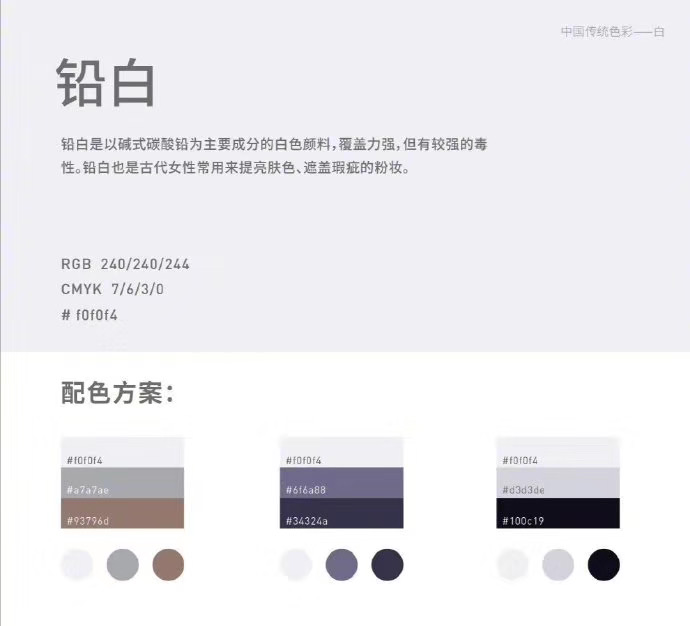 中国传统色彩——白
铅白
铅白是以碱式碳酸铅为主要成分的白色颜料，覆盖力强，但有较强的毒
性。铅白也是古代女性常用来提亮肤色、遮盖瑕疵的粉妆。
RGB 240/240/244
CMYK 7/6/3/0
# f0f0f4
配色方案：
#f0f0f4
#a7a7ae
#93796d
#f0f0f4
#6f6a88
#34324a
#f0f0f4
#d3d3de
#100c19